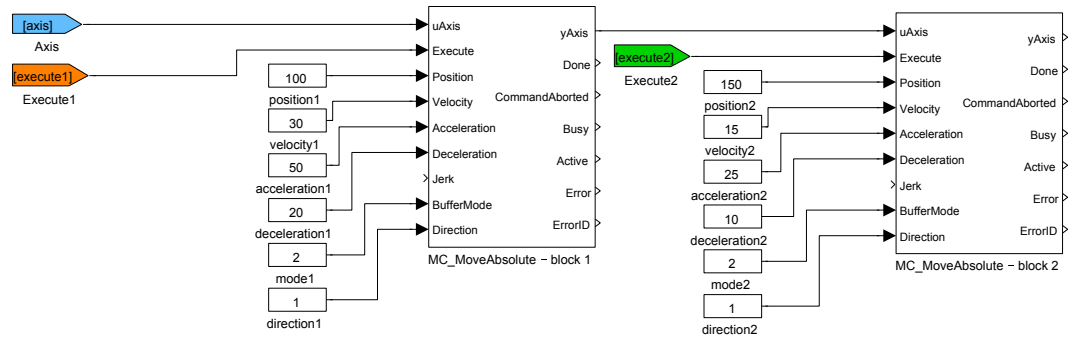 [axis]
Axis
[execute1]
Execute1
100
position1
30
velocity1
50
acceleration1
20
deceleration1
2
mode1
1
direction1
uAxis
Execute
Position
Velocity
Acceleration
Deceleration
Jerk
BufferMode
Direction
yAxis
Done
CommandAborted
Busy
Active
Error
ErrorID
MC_MoveAbsolute − block 1
[execute2]
Execute2
150
position2
15
velocity2
25
acceleration2
10
deceleration2
2
mode2
1
direction2
uAxis
Execute
Position
Velocity
Acceleration
Deceleration
Jerk
BufferMode
Direction
yAxis
Done
CommandAborted
Busy
Active
Error
ErrorID
MC_MoveAbsolute − block 2